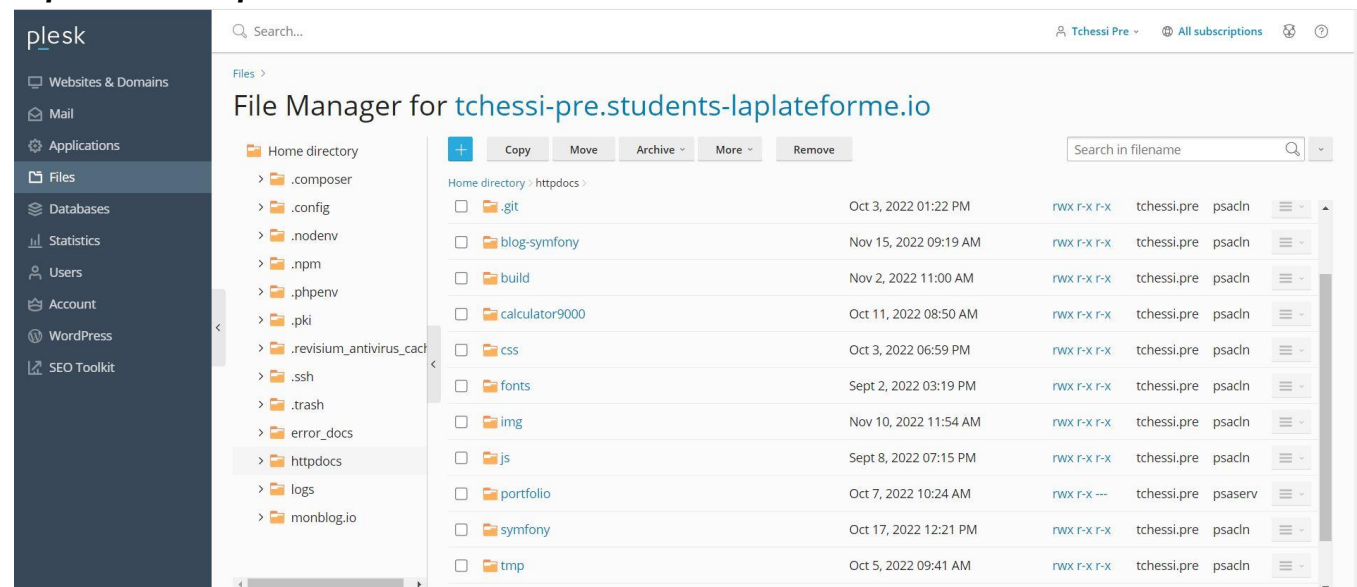 plesk
Search...
Tchessi Pre
All subscriptions
Websites & Domains
Mail
Applications
Files
Databases
Statistics
Users
Account
WordPress
SEO Toolkit
Files >
File Manager for tchessi-pre.students-laplateforme.io
Home directory
.composer
.config
.nodenv
.npm
.phpenv
.pki
.revisium_antivirus_cach
.ssh
.trash
error_docs
httpdocs
logs
monblog.io
+ Copy Move Archive More Remove
Search in filename
Home directory > httpdocs >
.git Oct 3, 2022 01:22 PM rwx r-x r-x tchessi.pre psacln
blog-symfony Nov 15, 2022 09:19 AM rwx r-x r-x tchessi.pre psacln
build Nov 2, 2022 11:00 AM rwx r-x r-x tchessi.pre psacln
calculator9000 Oct 11, 2022 08:50 AM rwx r-x r-x tchessi.pre psacln
css Oct 3, 2022 06:59 PM rwx r-x r-x tchessi.pre psacln
fonts Sept 2, 2022 03:19 PM rwx r-x r-x tchessi.pre psacln
img Nov 10, 2022 11:54 AM rwx r-x r-x tchessi.pre psacln
js Sept 8, 2022 07:15 PM rwx r-x r-x tchessi.pre psacln
portfolio Oct 7, 2022 10:24 AM rwx r-x --- tchessi.pre psaserv
symfony Oct 17, 2022 12:21 PM rwx r-x r-x tchessi.pre psacln
tmp Oct 5, 2022 09:41 AM rwx r-x r-x tchessi.pre psacln